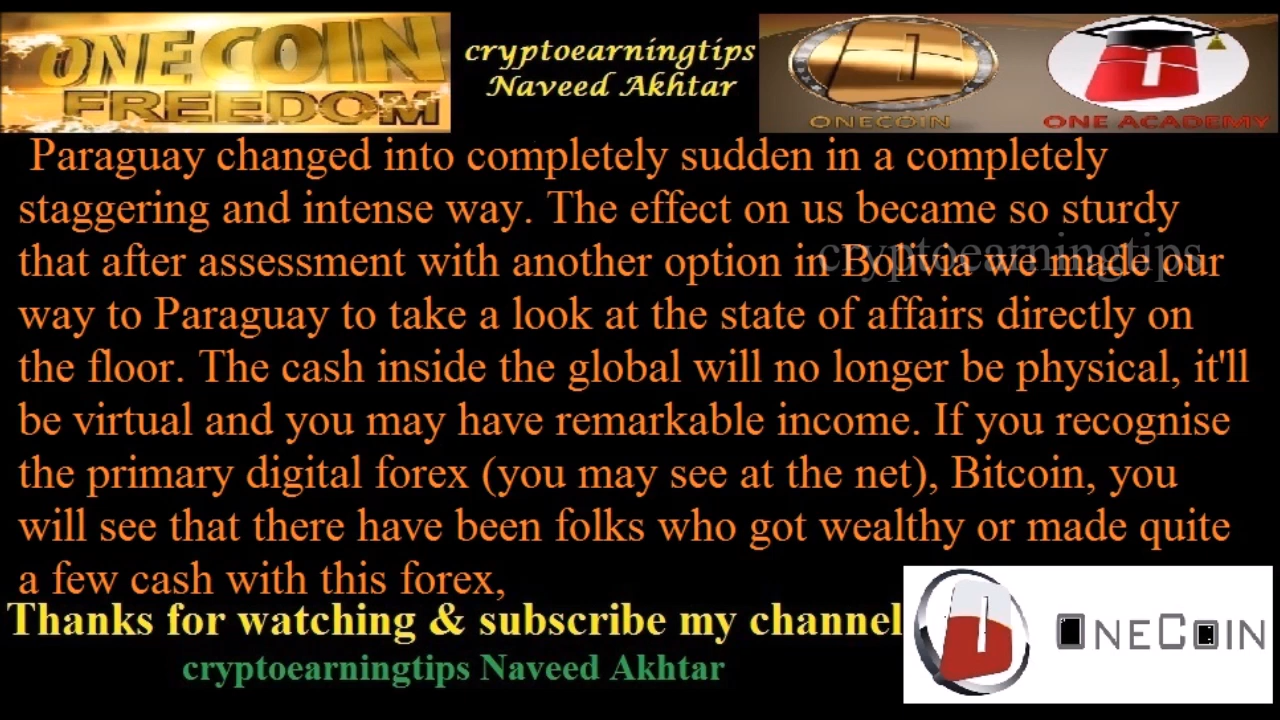 ONE COIN
FREEDOM
cryptoearningtips
Naveed Akhtar
ONECOIN
ONE ACADEMY
Paraguay changed into completely sudden in a completely
staggering and intense way. The effect on us became so sturdy
that after assessment with another option in Bolivia we made our
cryptoearningtips
way to Paraguay to take a look at the state of affairs directly on
the floor. The cash inside the global will no longer be physical, it'll
be virtual and you may have remarkable income. If you recognise
the primary digital forex (you may see at the net), Bitcoin, you
will see that there have been folks who got wealthy or made quite
a few cash with this forex,
Thanks for watching & subscribe my channel
cryptoearningtips Naveed Akhtar
ONECOIN